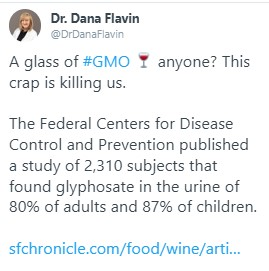 Dr. Dana Flavin
@DrDanaFlavin
A glass of #GMO 🍷 anyone? This
crap is killing us.
The Federal Centers for Disease
Control and Prevention published
a study of 2,310 subjects that
found glyphosate in the urine of
80% of adults and 87% of children.
sfchronicle.com/food/wine/arti...